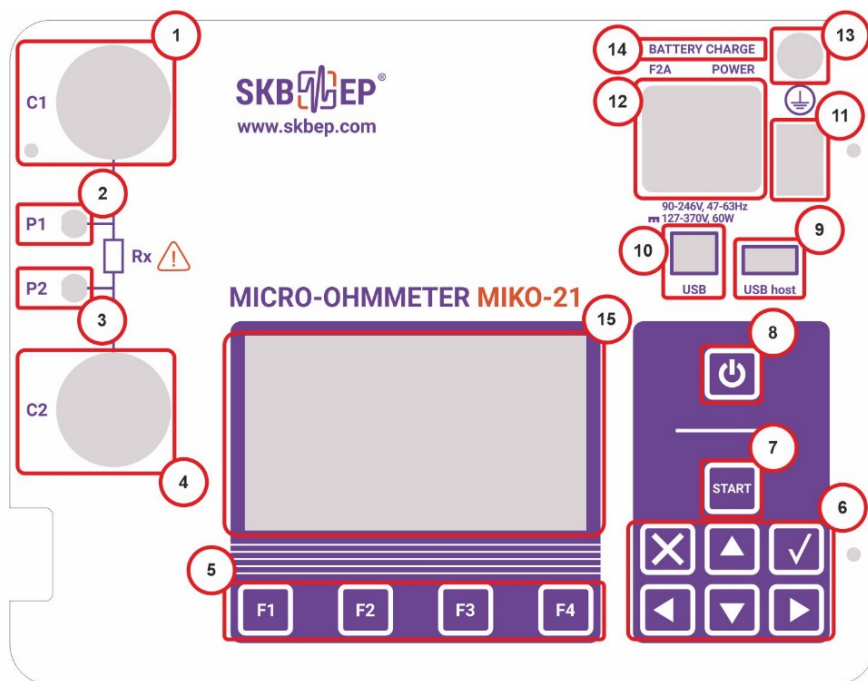 1
13
14
BATTERY CHARGE
F2A POWER
C1
SKB EP®
www.skbep.com
12
11
2
P1
90-246V, 47-63Hz
127-370V, 60W
9
10
Rx
P2
USB
USB host
3
MICRO-OHMMETER MIKO-21
15
8
C2
7
4
START
6
5
F1
F2
F3
F4